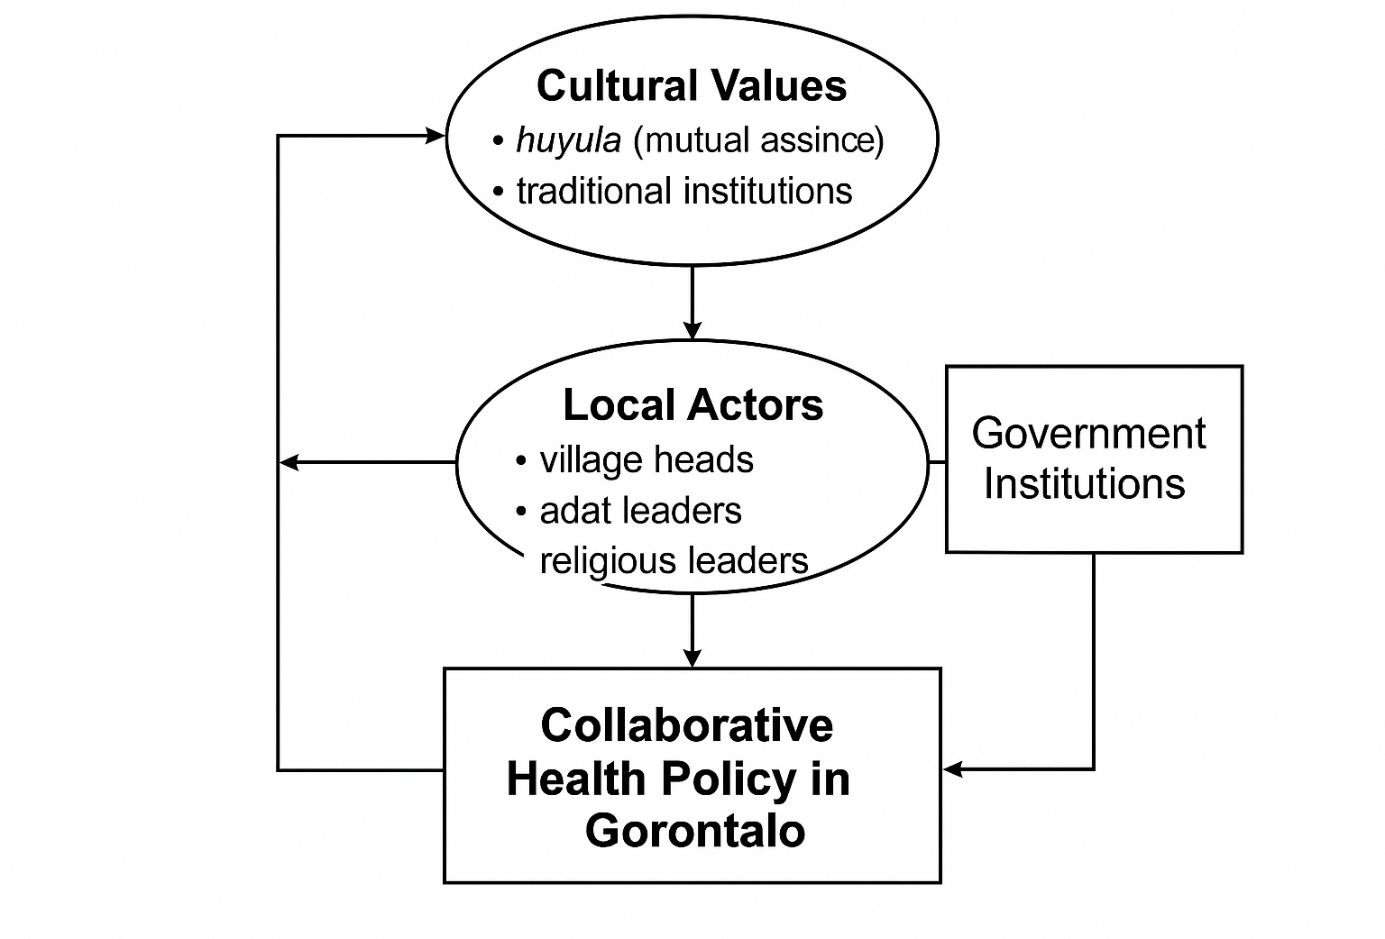 Cultural Values
• huyula (mutual assince)
• traditional institutions
Local Actors
• village heads
• adat leaders
religious leaders
Government
Institutions
Collaborative
Health Policy in
Gorontalo